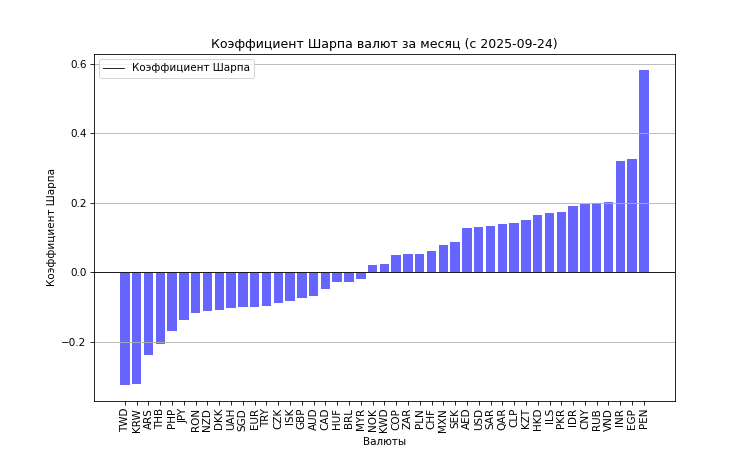 Коэффициент Шарпа валют за месяц (с 2025-09-24)
Коэффициент Шарпа
0.6
0.4
0.2
0.0
−0.2
Коэффициент Шарпа
TWD KRW ARS THB PHP JPY RON NZD DKK UAH SGD EUR TRY CZK ISK GBP AUD CAD HUF BRL MYR NOK KWD COP ZAR PLN CHF MXN SEK AED USD SAR QAR CLP KZT HKD ILS PKR IDR CNY RUB VND INR EGP PEN
Валюты